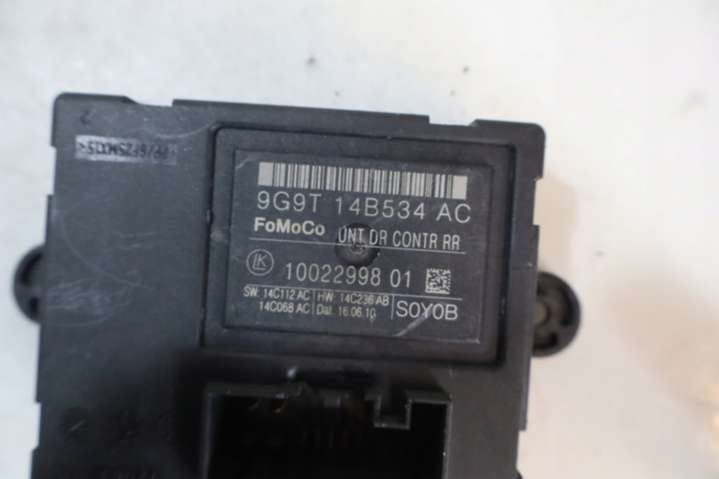 9G9T 14B534 AC
FoMoCo UNT DR CONTR RR
LK 10022998 01
SW: 14C112 AC HW: 14C236 AB
14C068 AC Dat. 16.06.10 S0Y0B